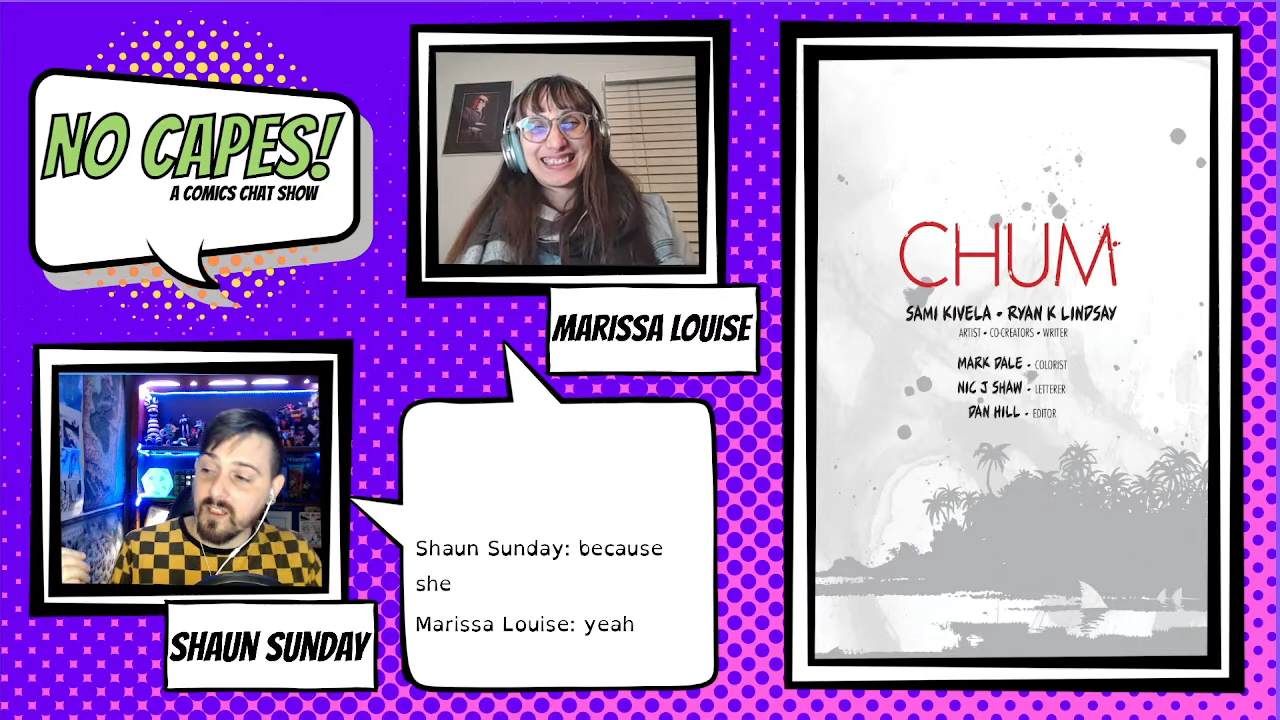 NO CAPES!
A COMICS CHAT SHOW
MARISSA LOUISE
SHAUN SUNDAY
Shaun Sunday: because
she
Marissa Louise: yeah
CHUM
SAMI KIVELA • RYAN K LINDSAY
ARTIST • CO-CREATORS • WRITER
MARK DALE • COLORIST
NIC J SHAW • LETTERER
DAN HILL • EDITOR